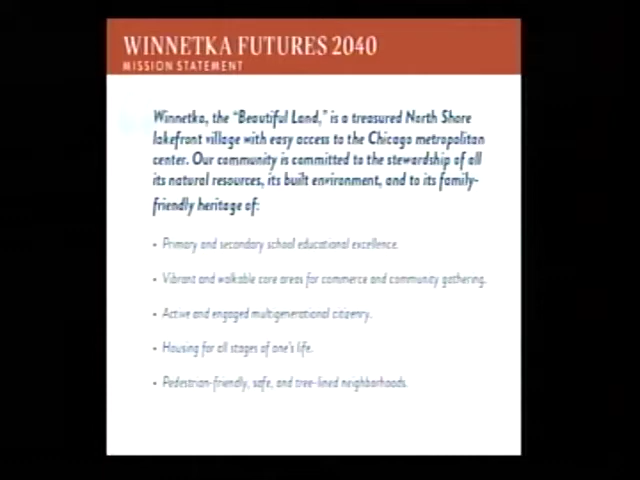 WINNETKA FUTURES 2040
MISSION STATEMENT
Winnetka, the "Beautiful Land," is a treasured North Shore
lakefront village with easy access to the Chicago metropolitan
center. Our community is committed to the stewardship of all
its natural resources, its built environment, and to its family-
friendly heritage of:
• Primary and secondary school educational excellence.
• Vibrant and walkable core areas for commerce and community gathering.
• Active and engaged multigenerational citizenry.
• Housing for all stages of one's life.
• Pedestrian-friendly, safe, and tree-lined neighborhoods.